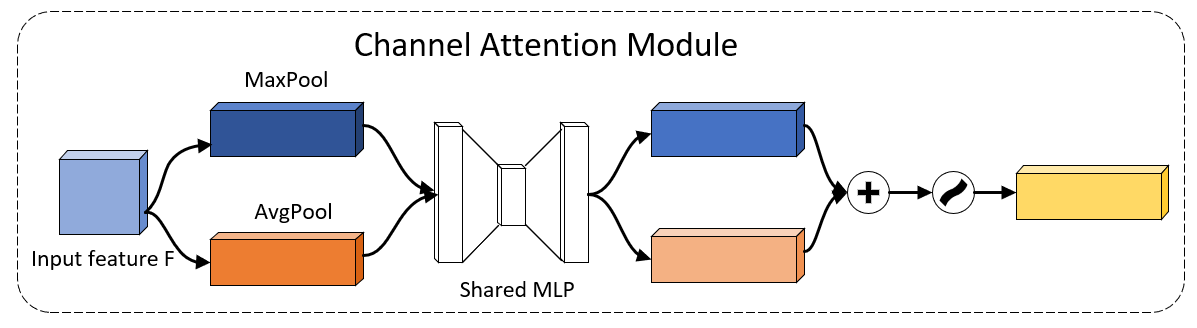 Channel Attention Module
MaxPool
AvgPool
Input feature F
Shared MLP